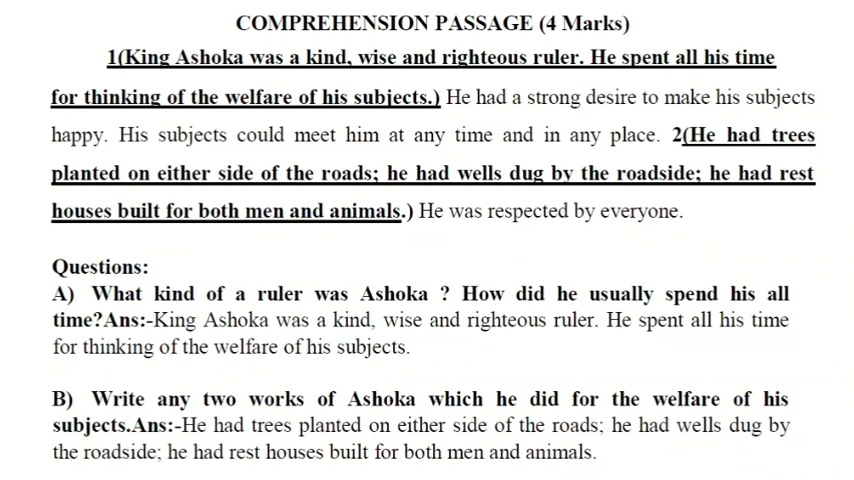 COMPREHENSION PASSAGE (4 Marks)
1(King Ashoka was a kind, wise and righteous ruler. He spent all his time
for thinking of the welfare of his subjects.) He had a strong desire to make his subjects
happy. His subjects could meet him at any time and in any place. 2(He had trees
planted on either side of the roads; he had wells dug by the roadside; he had rest
houses built for both men and animals.) He was respected by everyone.
Questions:
A) What kind of a ruler was Ashoka ? How did he usually spend his all
time?Ans:-King Ashoka was a kind, wise and righteous ruler. He spent all his time
for thinking of the welfare of his subjects.
B) Write any two works of Ashoka which he did for the welfare of his
subjects.Ans:-He had trees planted on either side of the roads; he had wells dug by
the roadside; he had rest houses built for both men and animals.